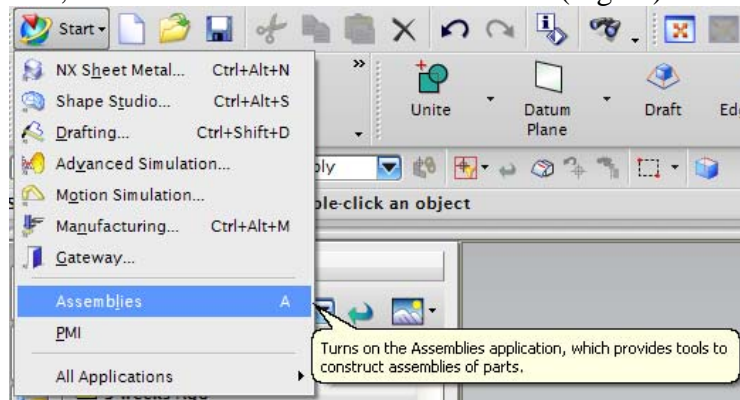 Start
NX Sheet Metal... Ctrl+Alt+N
»
Shape Studio... Ctrl+Alt+S
Unite
Datum
Plane
Draft
Drafting... Ctrl+Shift+D
Advanced Simulation...
Motion Simulation...
ple-click an object
Manufacturing... Ctrl+Alt+M
Gateway...
Assemblies A
PMI
Turns on the Assemblies application, which provides tools to
construct assemblies of parts.
All Applications